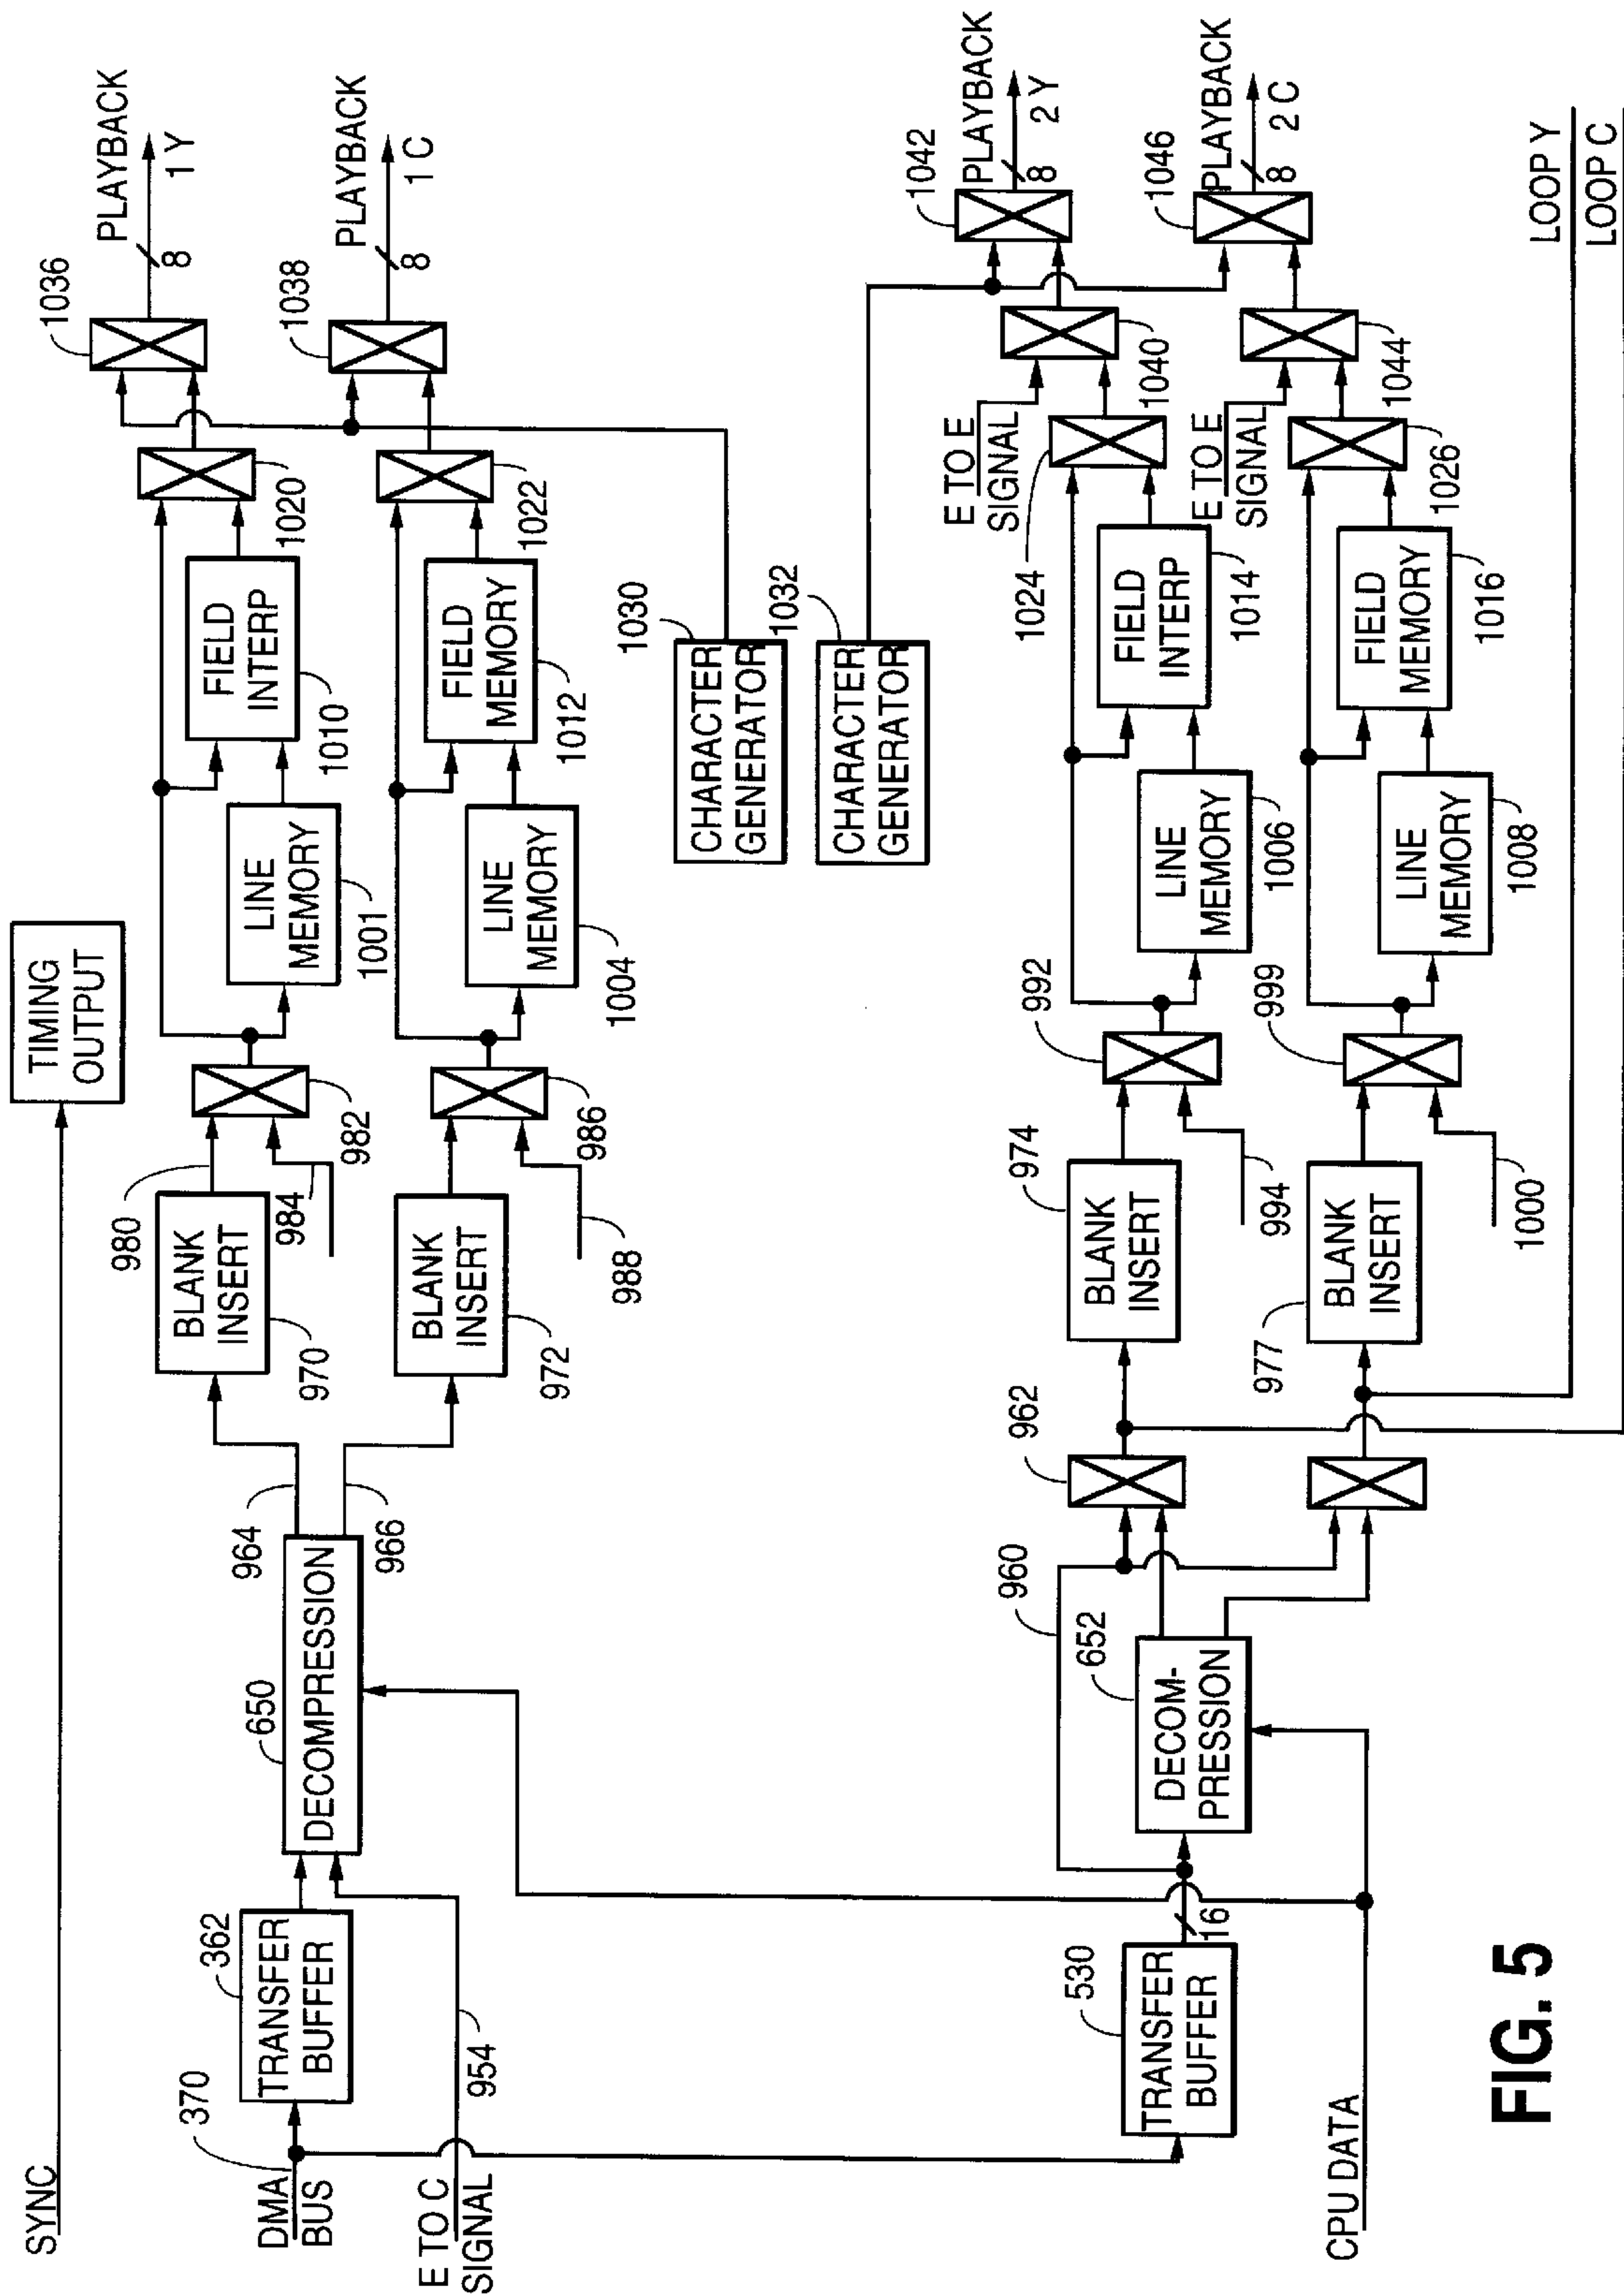 SYNC
TIMING
OUTPUT
370
DMA
BUS
362
TRANSFER
BUFFER
E TO C
SIGNAL
954
650
DECOMPRESSION
964
966
970
BLANK
INSERT
972
BLANK
INSERT
980
984
982
986
988
LINE
MEMORY
1001
LINE
MEMORY
1004
FIELD
INTERP
1010
FIELD
MEMORY
1012
1020
1022
1036
PLAYBACK
8
1 Y
1038
PLAYBACK
8
1 C
1030
CHARACTER
GENERATOR
1032
CHARACTER
GENERATOR
530
TRANSFER
BUFFER
16
CPU DATA
960
652
DECOM-
PRESSION
962
974
BLANK
INSERT
977
BLANK
INSERT
992
994
999
1000
LINE
MEMORY
1006
LINE
MEMORY
1008
FIELD
INTERP
1014
FIELD
MEMORY
1016
1024
1026
E TO E
SIGNAL
E TO E
SIGNAL
1040
1044
1042
PLAYBACK
8
2 Y
1046
PLAYBACK
8
2 C
LOOP Y
LOOP C
FIG. 5